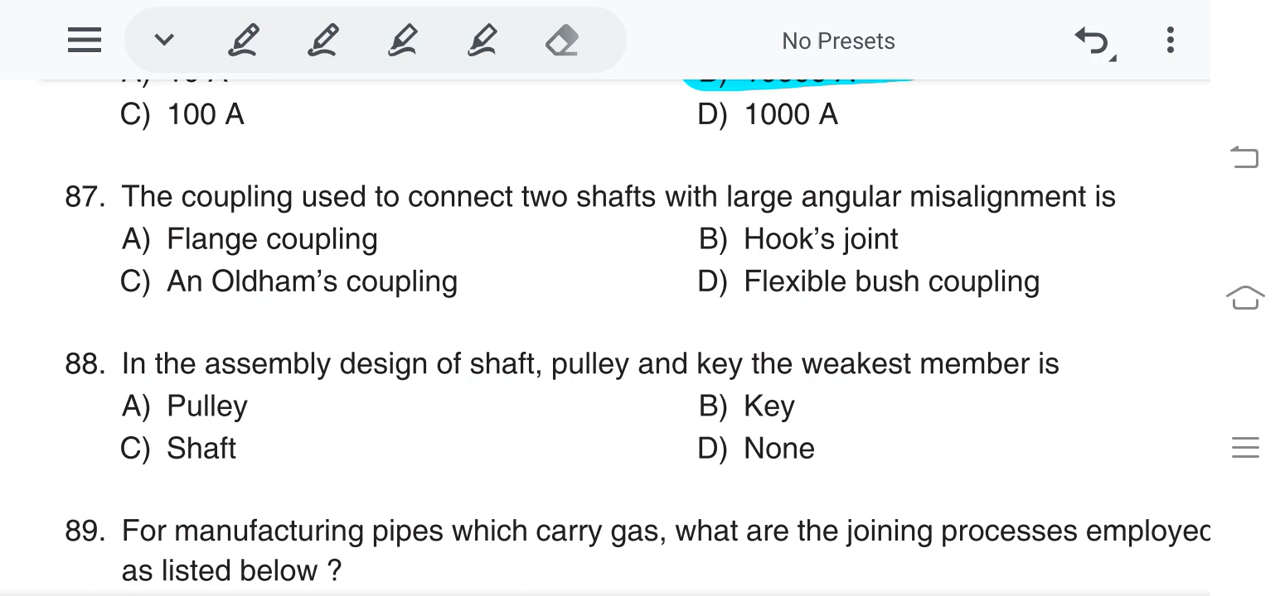 No Presets
C) 100 A
D) 1000 A
87. The coupling used to connect two shafts with large angular misalignment is
A) Flange coupling
B) Hook's joint
C) An Oldham's coupling
D) Flexible bush coupling
88. In the assembly design of shaft, pulley and key the weakest member is
A) Pulley
B) Key
C) Shaft
D) None
89. For manufacturing pipes which carry gas, what are the joining processes
as listed below ?